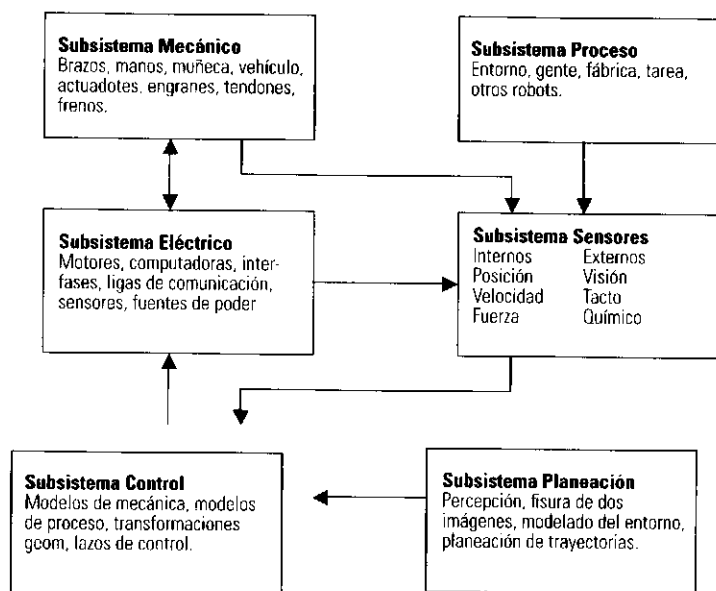 Subsistema Mecánico
Brazos, manos, muñeca, vehículo,
actuadotes, engranes, tendones,
frenos.
Subsistema Proceso
Entorno, gente, fábrica, tarea,
otros robots.
Subsistema Eléctrico
Motores, computadoras, inter-
fases, ligas de comunicación,
sensores, fuentes de poder
Subsistema Sensores
Internos Externos
Posición Visión
Velocidad Tacto
Fuerza Químico
Subsistema Control
Modelos de mecánica, modelos
de proceso, transformaciones
geom, lazos de control.
Subsistema Planeación
Percepción, fisura de dos
imágenes, modelado del entorno,
planeación de trayectorías.